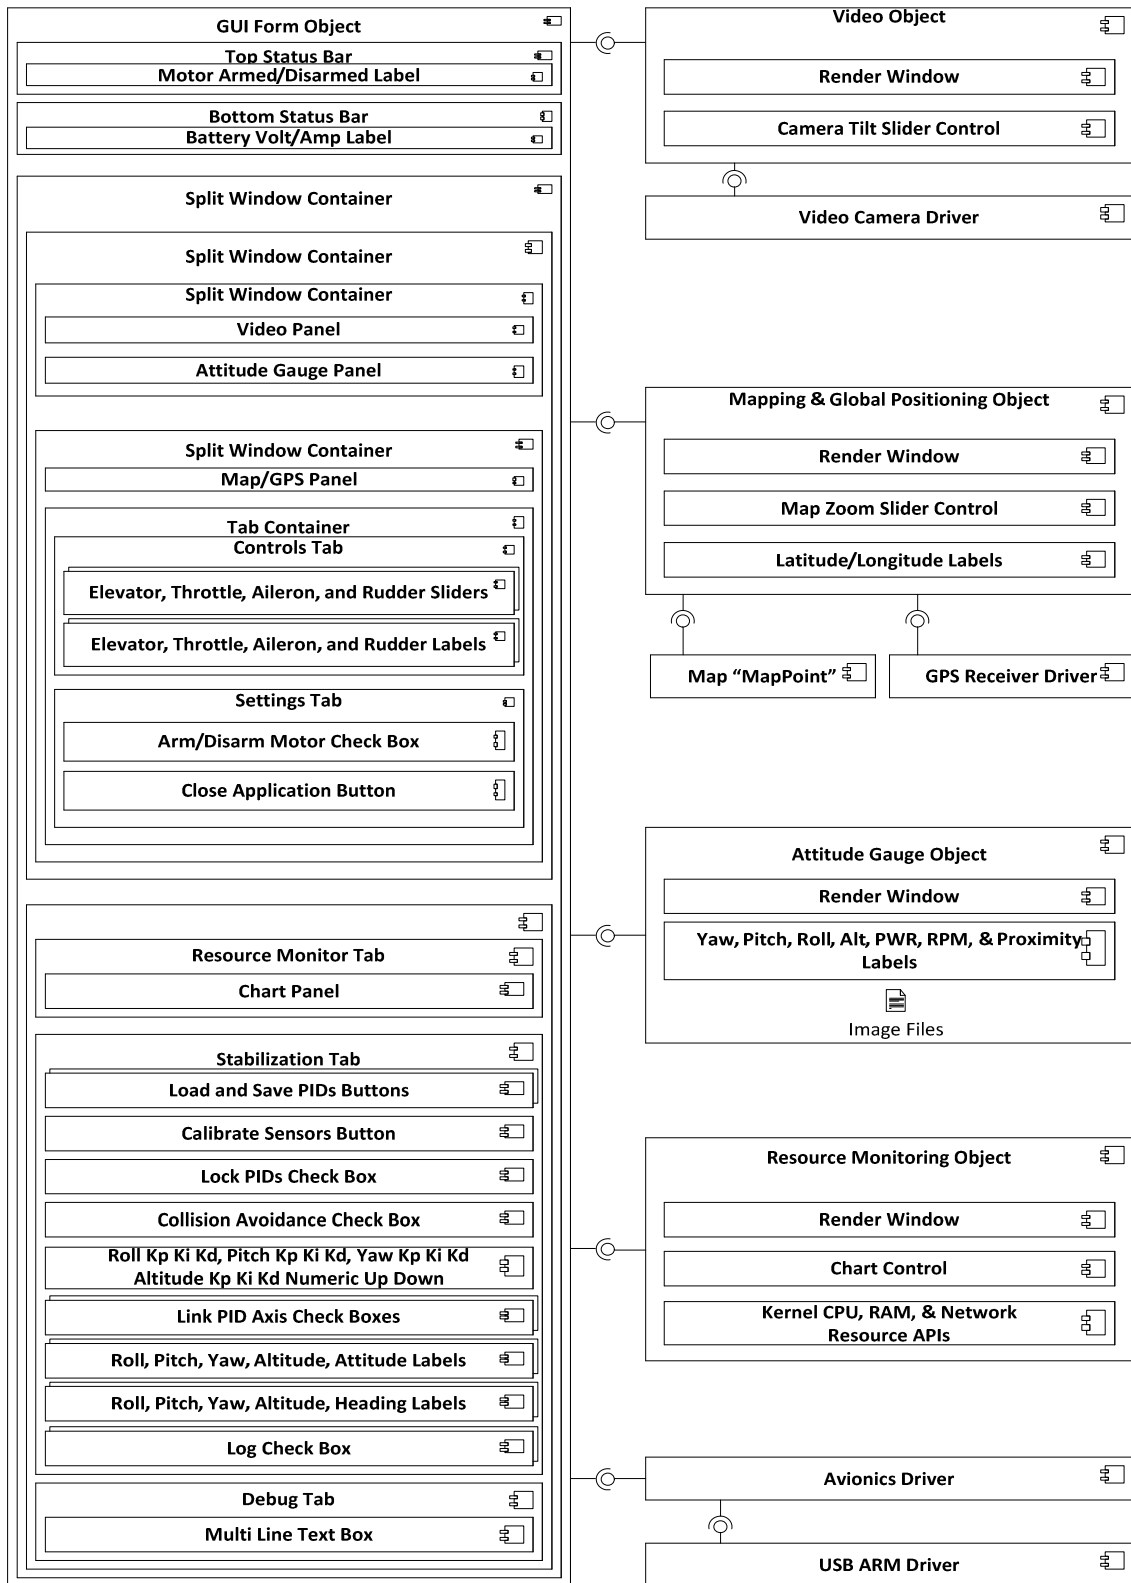 GUI Form Object
Top Status Bar
Motor Armed/Disarmed Label
Bottom Status Bar
Battery Volt/Amp Label
Split Window Container
Split Window Container
Split Window Container
Video Panel
Attitude Gauge Panel
Split Window Container
Map/GPS Panel
Tab Container
Controls Tab
Elevator, Throttle, Aileron, and Rudder Sliders
Elevator, Throttle, Aileron, and Rudder Labels
Settings Tab
Arm/Disarm Motor Check Box
Close Application Button
Resource Monitor Tab
Chart Panel
Stabilization Tab
Load and Save PIDs Buttons
Calibrate Sensors Button
Lock PIDs Check Box
Collision Avoidance Check Box
Roll Kp Ki Kd, Pitch Kp Ki Kd, Yaw Kp Ki Kd
Altitude Kp Ki Kd Numeric Up Down
Link PID Axis Check Boxes
Roll, Pitch, Yaw, Altitude, Attitude Labels
Roll, Pitch, Yaw, Altitude, Heading Labels
Log Check Box
Debug Tab
Multi Line Text Box
Video Object
Render Window
Camera Tilt Slider Control
Video Camera Driver
Mapping & Global Positioning Object
Render Window
Map Zoom Slider Control
Latitude/Longitude Labels
Map “MapPoint”
GPS Receiver Driver
Attitude Gauge Object
Render Window
Yaw, Pitch, Roll, Alt, PWR, RPM, & Proximity
Labels
Image Files
Resource Monitoring Object
Render Window
Chart Control
Kernel CPU, RAM, & Network
Resource APIs
Avionics Driver
USB ARM Driver